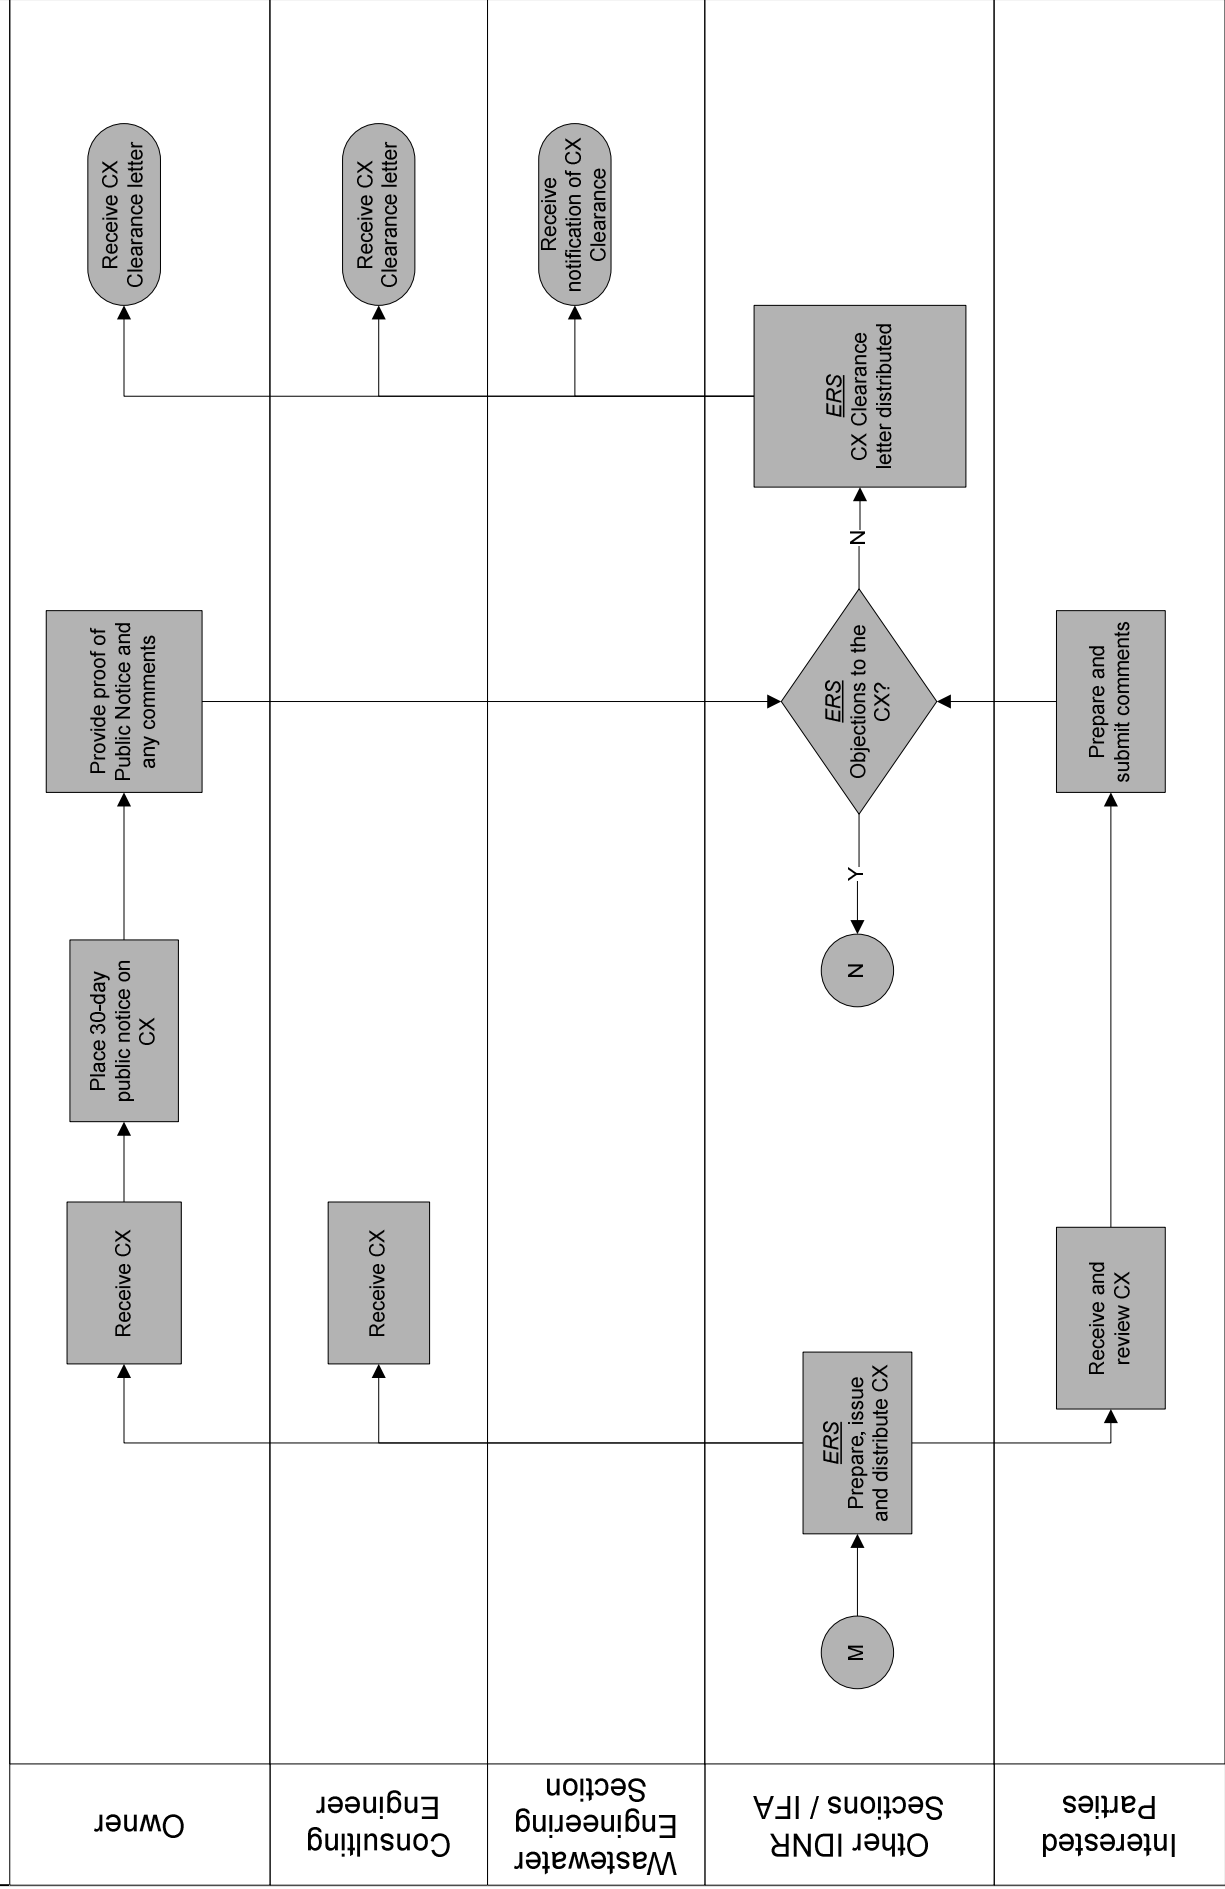 Owner
Receive CX
Place 30-day
public notice on
CX
Provide proof of
Public Notice and
any comments
Receive CX
Clearance letter
Consulting
Engineer
Receive CX
Receive CX
Clearance letter
Wastewater
Engineering
Section
Receive
notification of CX
Clearance
Other IDNR
Sections / IFA
M
ERS
Prepare, issue
and distribute CX
N
Y
ERS
Objections to the
CX?
N
ERS
CX Clearance
letter distributed
Interested
Parties
Receive and
review CX
Prepare and
submit comments